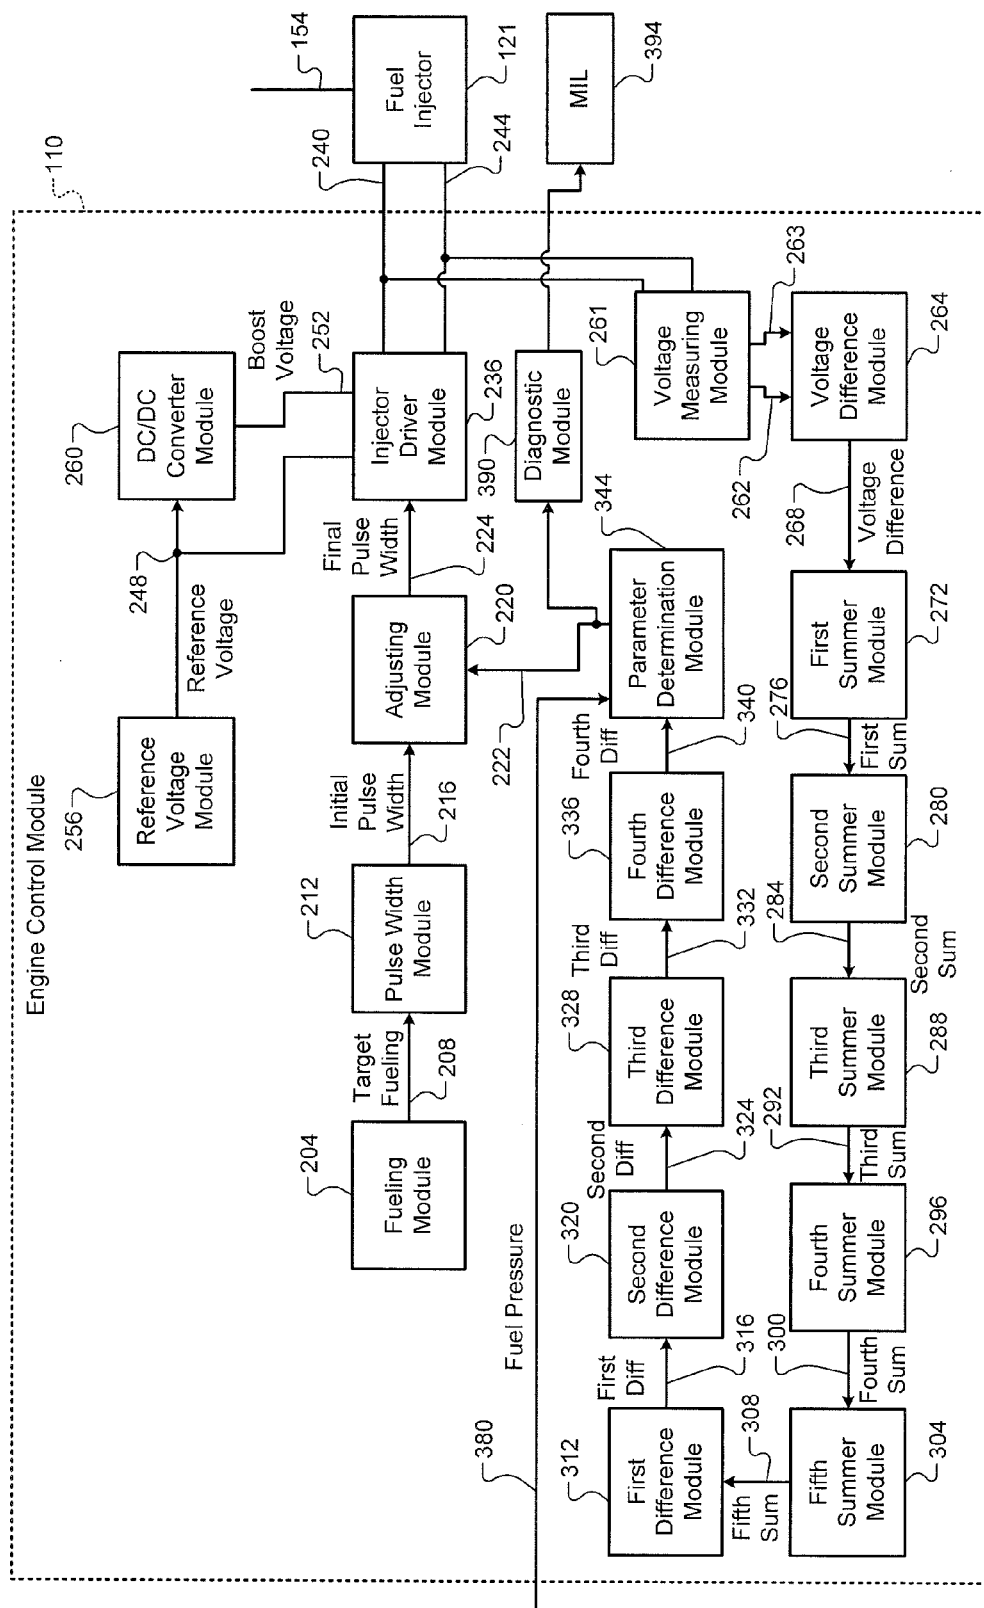 Engine Control Module
110
256
Reference
Voltage Module
Reference
Voltage
248
260
DC/DC
Converter
Module
Boost
Voltage
252
154
Fuel
Injector
121
240
244
204
Fueling
Module
Target
Fueling
208
212
Pulse Width
Module
Initial
Pulse
Width
216
Adjusting
Module
220
222
Final
Pulse
Width
224
Injector
Driver
Module
236
390
Diagnostic
Module
MIL
394
380
Fuel Pressure
312
First
Difference
Module
First
Diff
316
320
Second
Difference
Module
Second
Diff
324
328
Third
Difference
Module
Third
Diff
332
336
Fourth
Difference
Module
Fourth
Diff
340
Parameter
Determination
Module
344
261
Voltage
Measuring
Module
262
263
Voltage
Difference
Module
264
268
Voltage
Difference
First
Summer
Module
272
276
First
Sum
Second
Summer
Module
280
284
Second
Sum
Third
Summer
Module
288
292
Third
Sum
Fourth
Summer
Module
296
300
Fourth
Sum
Fifth
Summer
Module
304
308
Fifth
Sum